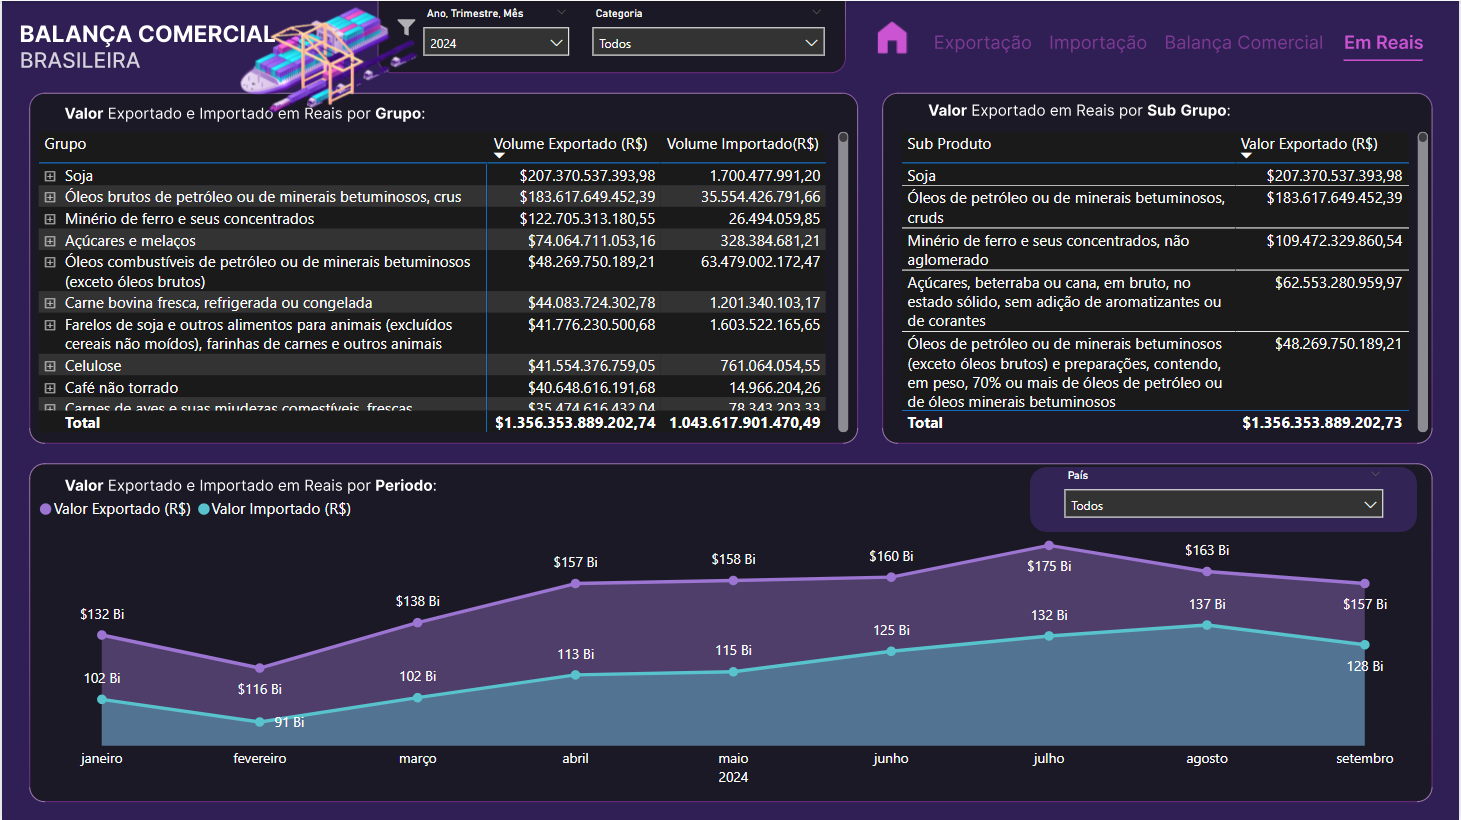 BALANÇA COMERCIAL
BRASILEIRA
Ano, Trimestre, Mês
2024
Categoria
Todos
Exportação
Importação
Balança Comercial
Em Reais
Valor Exportado e Importado em Reais por Grupo:
Grupo Volume Exportado (R$) Volume Importado(R$)
Soja $207.370.537.393,98 1.700.477.991,20
Óleos brutos de petróleo ou de minerais betuminosos, crus $183.617.649.452,39 35.554.426.791,66
Minério de ferro e seus concentrados $122.705.313.180,55 26.494.059,85
Açúcares e melaços $74.064.711.053,16 328.384.681,21
Óleos combustíveis de petróleo ou de minerais betuminosos $48.269.750.189,21 63.479.002.172,47
(exceto óleos brutos)
Carne bovina fresca, refrigerada ou congelada $44.083.724.302,78 1.201.340.103,17
Farelos de soja e outros alimentos para animais (excluídos $41.776.230.500,68 1.603.522.165,65
cereais não moídos), farinhas de carnes e outros animais
Celulose $41.554.376.759,05 761.064.054,55
Café não torrado $40.648.616.191,68 14.966.204,26
Carnes de aves e suas miudezas comestíveis, frescas, $35.474.616.432,04 78.343.203,33
Total $1.356.353.889.202,74 1.043.617.901.470,49
Valor Exportado em Reais por Sub Grupo:
Sub Produto Valor Exportado (R$)
Soja $207.370.537.393,98
Óleos de petróleo ou de minerais betuminosos, $183.617.649.452,39
cruds
Minério de ferro e seus concentrados, não $109.472.329.860,54
aglomerado
Açúcares, beterraba ou cana, em bruto, no $62.553.280.959,97
estado sólido, sem adição de aromatizantes ou
de corantes
Óleos de petróleo ou de minerais betuminosos $48.269.750.189,21
(exceto óleos brutos) e preparações, contendo,
em peso, 70% ou mais de óleos de petróleo ou
de óleos minerais betuminosos
Total $1.356.353.889.202,73
Valor Exportado e Importado em Reais por Periodo:
Valor Exportado (R$) Valor Importado (R$)
País
Todos
$132 Bi
$116 Bi
$138 Bi
$157 Bi
$158 Bi
$160 Bi
$175 Bi
$163 Bi
$157 Bi
102 Bi
91 Bi
102 Bi
113 Bi
115 Bi
125 Bi
132 Bi
137 Bi
128 Bi
janeiro fevereiro março abril maio junho julho agosto setembro
2024